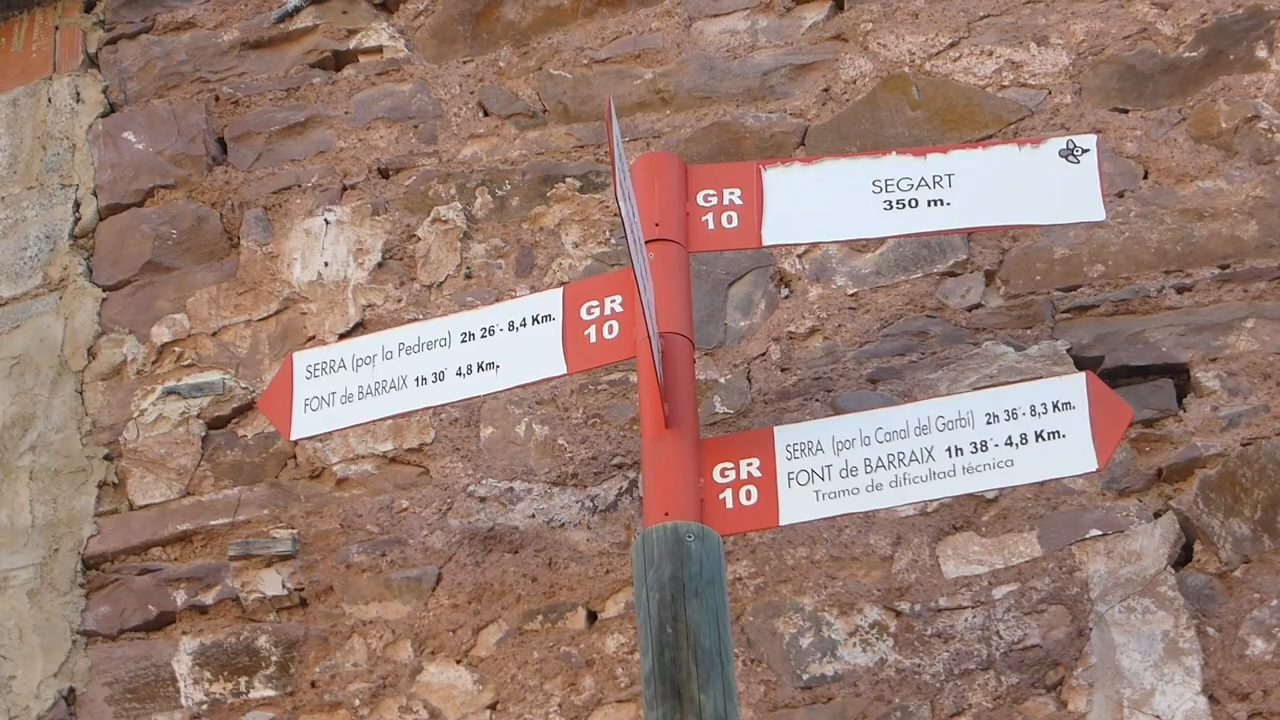 GR
10
SEGART
350 m.
SERRA (por la Pedrera) 2h 26´- 8,4 Km.
FONT de BARRAIX 1h 30´ 4,8 Km.
GR
10
GR
10
SERRA (por la Canal del Garbí) 2h 36´- 8,3 Km.
FONT de BARRAIX 1h 38´- 4,8 Km.
Tramo de dificultad técnica